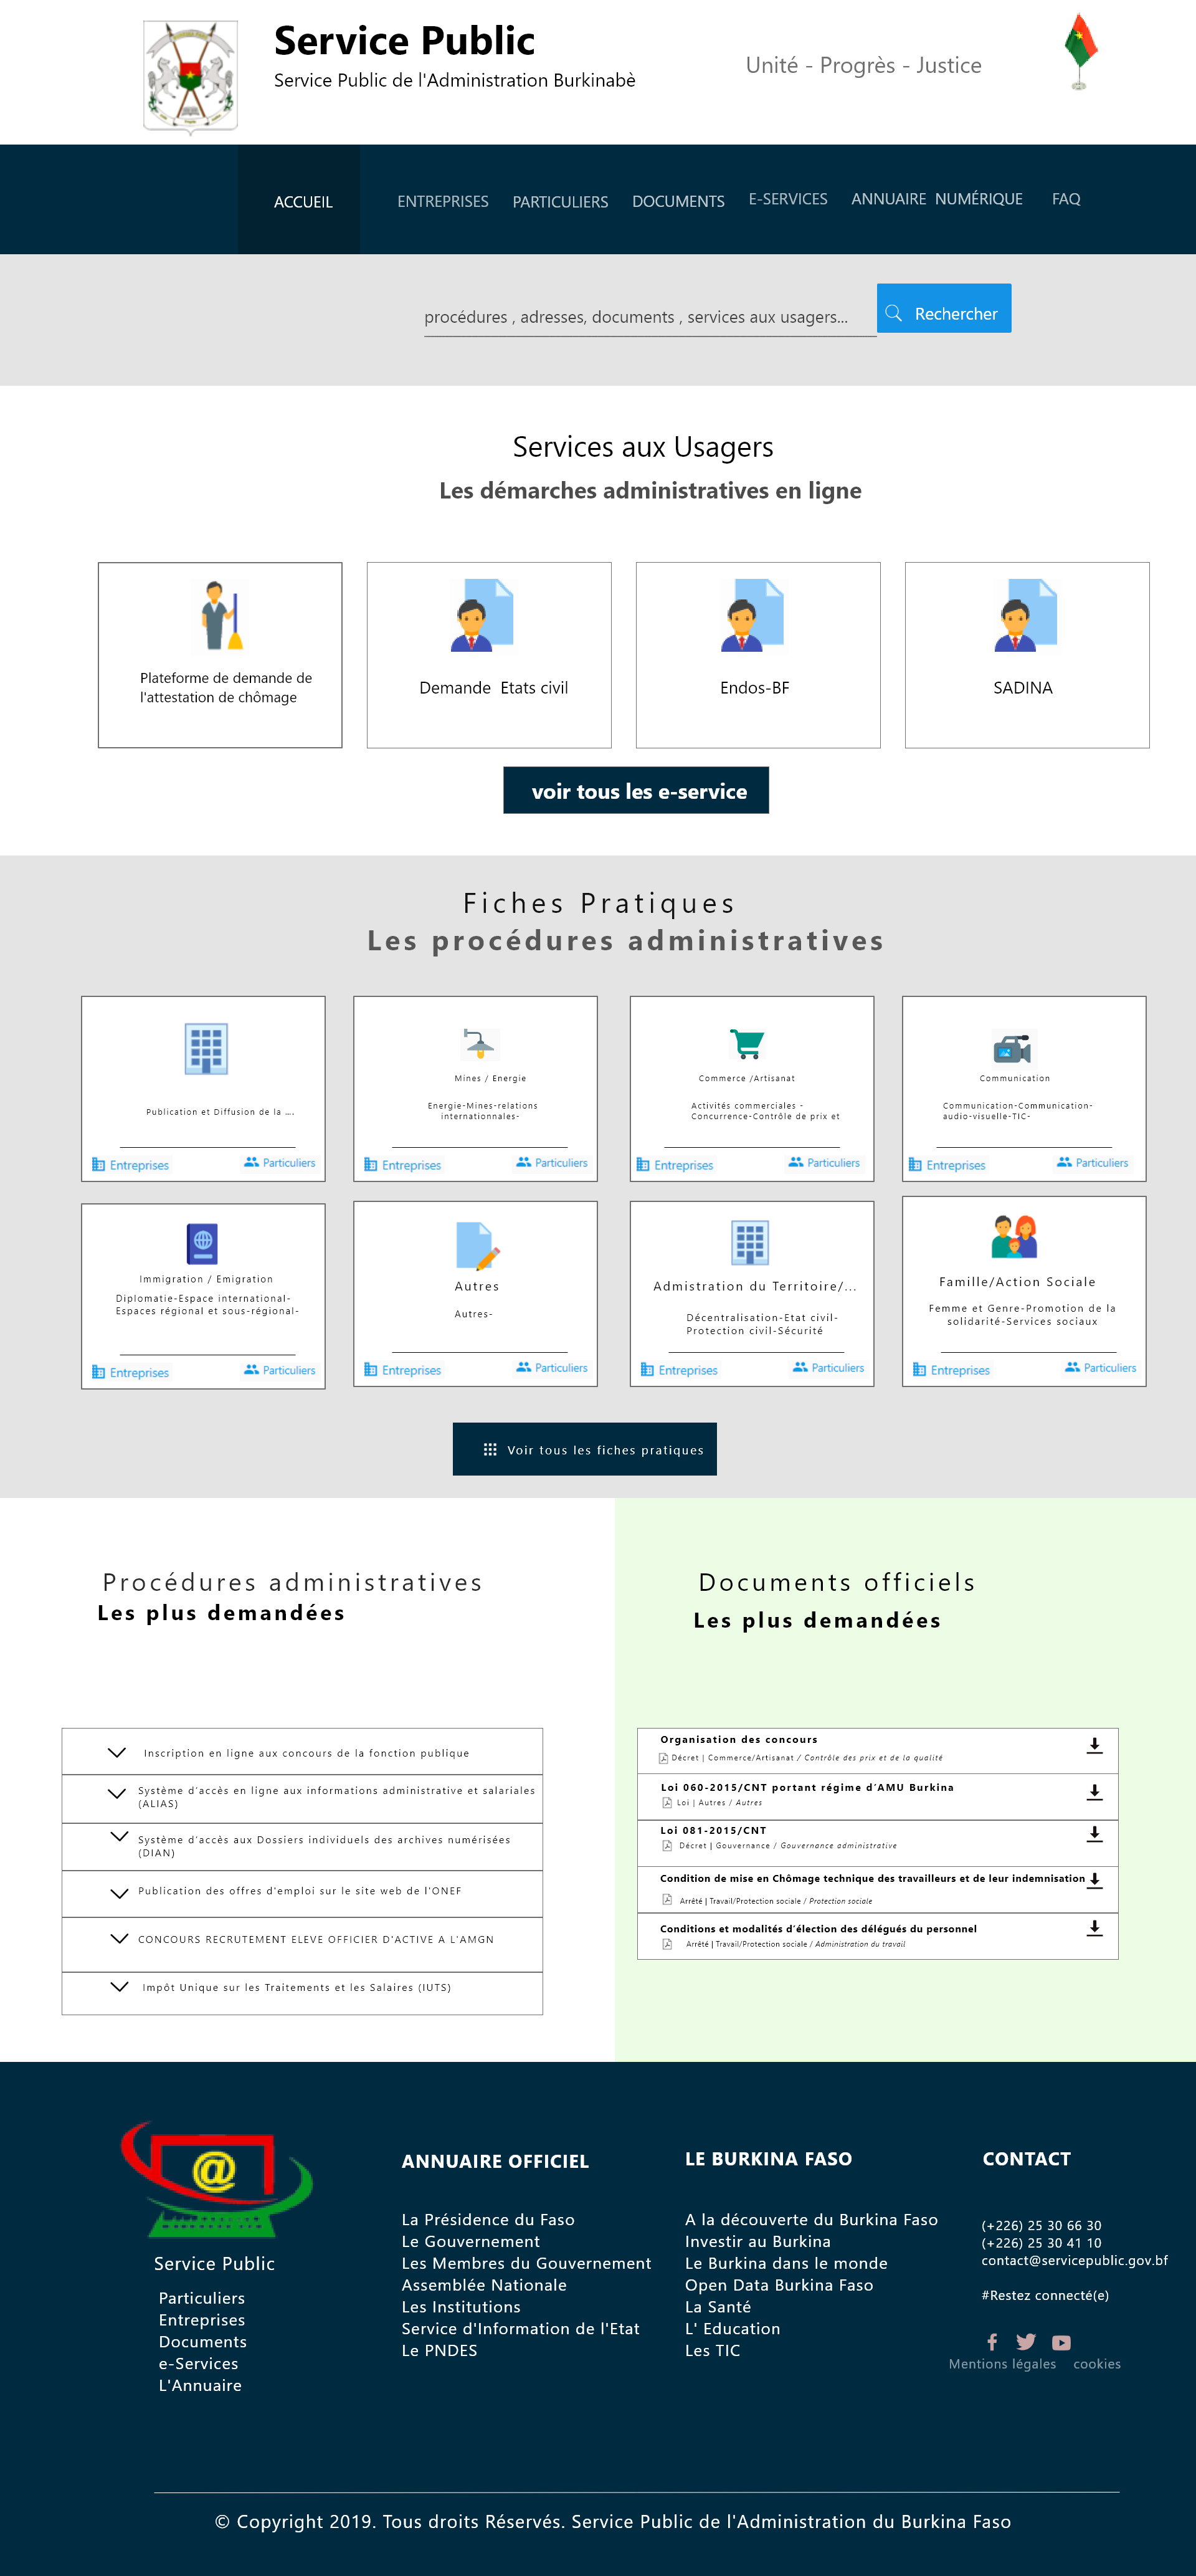 Service Public
Service Public de l'Administration Burkinabè
Unité - Progrès - Justice
ACCUEIL
ENTREPRISES
PARTICULIERS
DOCUMENTS
E-SERVICES
ANNUAIRE NUMÉRIQUE
FAQ
procédures , adresses, documents , services aux usagers...
Rechercher
Services aux Usagers
Les démarches administratives en ligne
Plateforme de demande de
l'attestation de chômage
Demande Etats civil
Endos-BF
SADINA
voir tous les e-service
Fiches Pratiques
Les procédures administratives
Publication et Diffusion de la ....
Entreprises
Particuliers
Mines / Energie
Energie-Mines-relations
internationnales-
Entreprises
Particuliers
Commerce /Artisanat
Activités commerciales -
Concurrence-Contrôle de prix et
Entreprises
Particuliers
Communication
Communication-Communication-
audio-visuelle-TIC-
Entreprises
Particuliers
Immigration / Emigration
Diplomatie-Espace international-
Espaces régional et sous-régional-
Entreprises
Particuliers
Autres
Autres-
Entreprises
Particuliers
Admistration du Territoire/...
Décentralisation-Etat civil-
Protection civil-Sécurité
Entreprises
Particuliers
Famille/Action Sociale
Femme et Genre-Promotion de la
solidarité-Services sociaux
Entreprises
Particuliers
Voir tous les fiches pratiques
Procédures administratives
Les plus demandées
Inscription en ligne aux concours de la fonction publique
Système d'accès en ligne aux informations administrative et salariales
(ALIAS)
Système d'accès aux Dossiers individuels des archives numérisées
(DIAN)
Publication des offres d'emploi sur le site web de l'ONEF
CONCOURS RECRUTEMENT ELEVE OFFICIER D'ACTIVE A L'AMGN
Impôt Unique sur les Traitements et les Salaires (IUTS)
Documents officiels
Les plus demandées
Organisation des concours
Décret | Commerce/Artisanat / Contrôle des prix et de la qualité
Loi 060-2015/CNT portant régime d'AMU Burkina
Loi | Autres / Autres
Loi 081-2015/CNT
Décret | Gouvernance / Gouvernance administrative
Condition de mise en Chômage technique des travailleurs et de leur indemnisation
Arrêté | Travail/Protection sociale / Protection sociale
Conditions et modalités d'élection des délégués du personnel
Arrêté | Travail/Protection sociale / Administration du travail
@
Service Public
Particuliers
Entreprises
Documents
e-Services
L'Annuaire
ANNUAIRE OFFICIEL
La Présidence du Faso
Le Gouvernement
Les Membres du Gouvernement
Assemblée Nationale
Les Institutions
Service d'Information de l'Etat
Le PNDES
LE BURKINA FASO
A la découverte du Burkina Faso
Investir au Burkina
Le Burkina dans le monde
Open Data Burkina Faso
La Santé
L' Education
Les TIC
CONTACT
(+226) 25 30 66 30
(+226) 25 30 41 10
contact@servicepublic.gov.bf
#Restez connecté(e)
Mentions légales
cookies
© Copyright 2019. Tous droits Réservés. Service Public de l'Administration du Burkina Faso